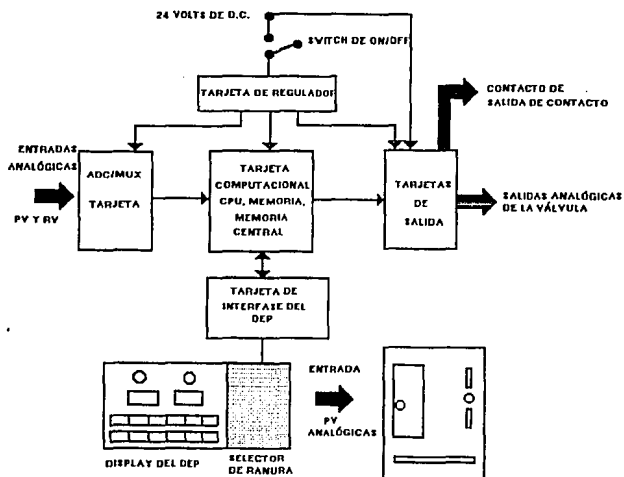 24 VOLTS DE D.C.
SWITCH DE ON/OFF
TARJETA DE REGULADOR
CONTACTO DE
SALIDA DE CONTACTO
ENTRADAS
ANALÓGICAS
PV Y RV
ADC/MUX
TARJETA
TARJETA
COMPUTACIONAL
CPU, MEMORIA,
MEMORIA
CENTRAL
TARJETAS
DE
SALIDA
SALIDAS ANALÓGICAS
DE LA VÁLVULA
TARJETA DE
INTERFASE DEL
DEP
ENTRADA
PV
ANALÓGICAS
DISPLAY DEL DEP
SELECTOR
DE RANURA